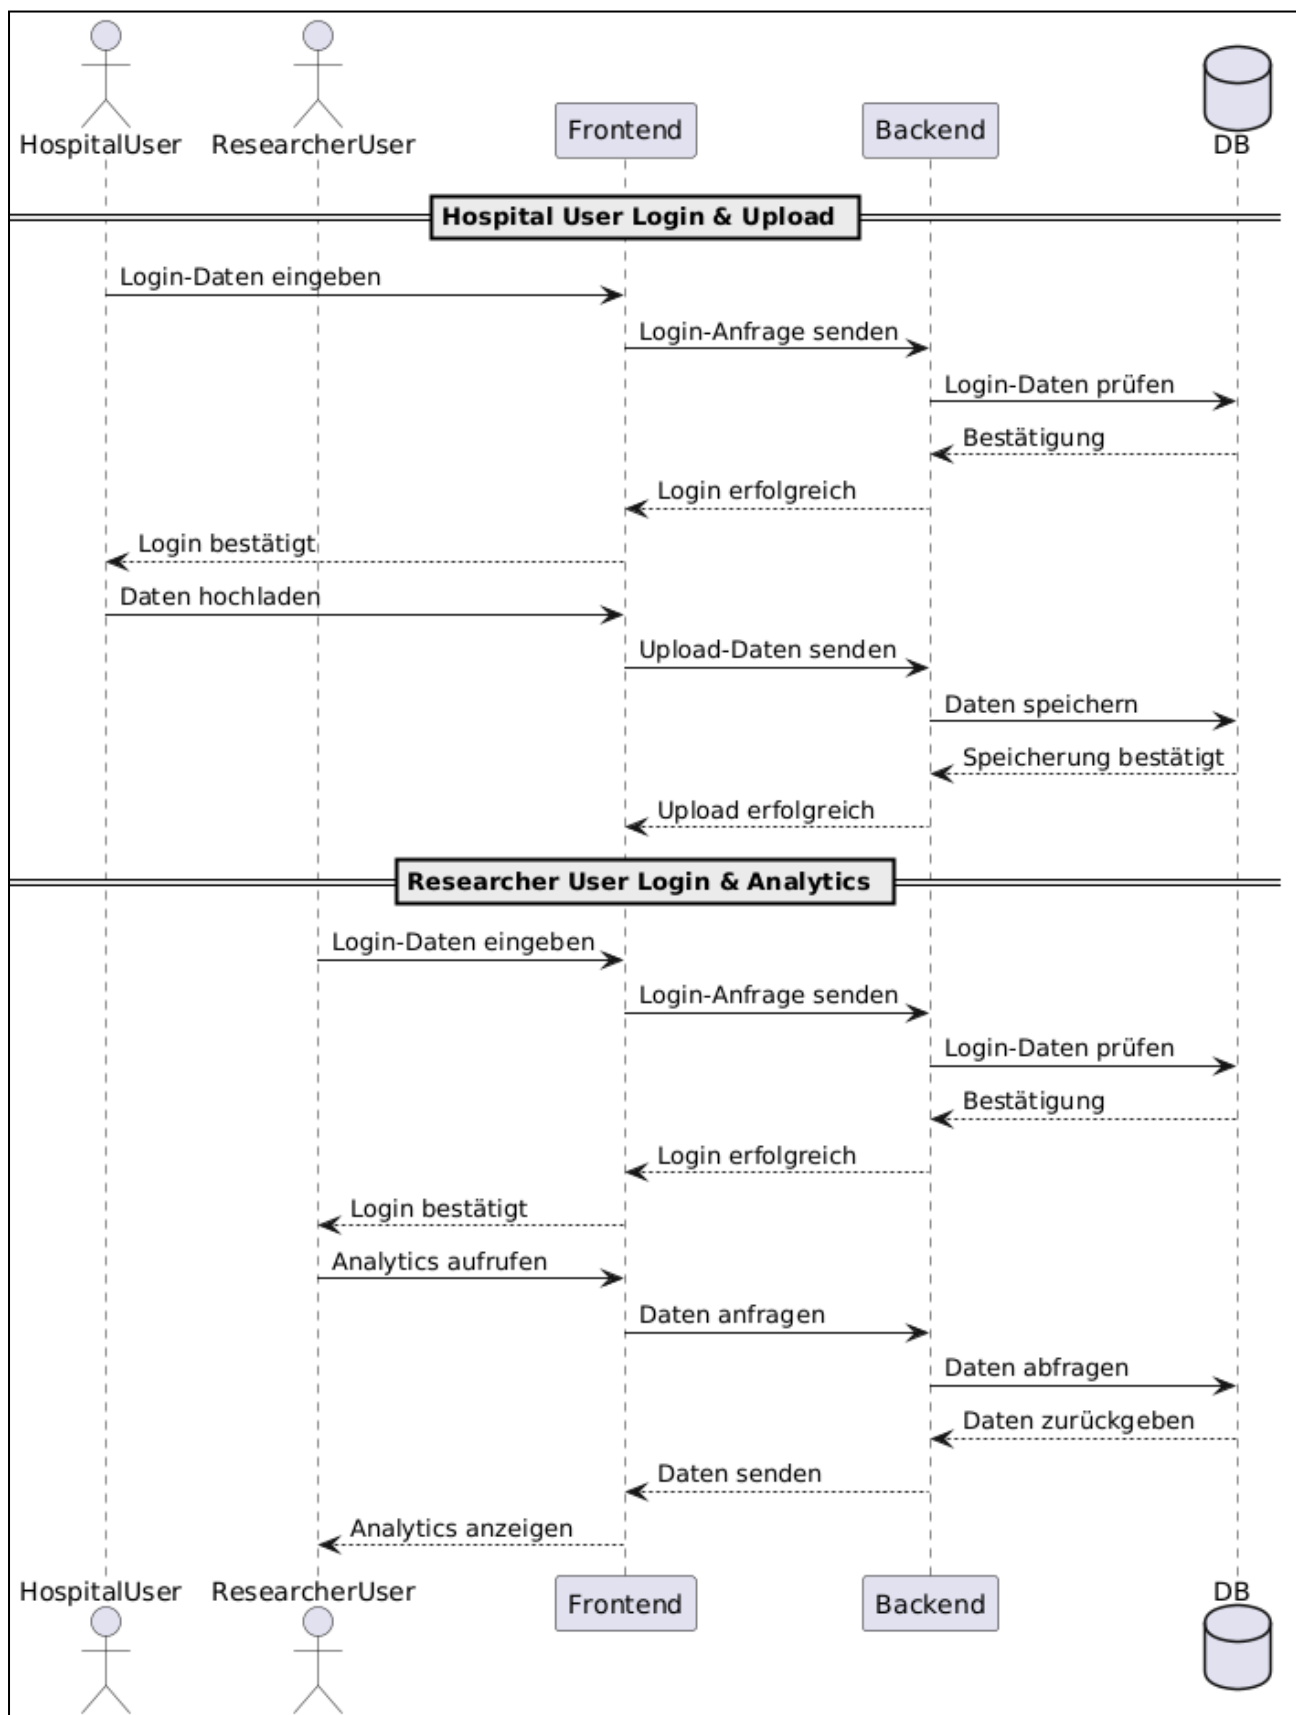 HospitalUser
ResearcherUser
Frontend
Backend
DB
Hospital User Login & Upload
Login-Daten eingeben
Login-Anfrage senden
Login-Daten prüfen
Bestätigung
Login erfolgreich
Login bestätigt
Daten hochladen
Upload-Daten senden
Daten speichern
Speicherung bestätigt
Upload erfolgreich
Researcher User Login & Analytics
Login-Daten eingeben
Login-Anfrage senden
Login-Daten prüfen
Bestätigung
Login erfolgreich
Login bestätigt
Analytics aufrufen
Daten anfragen
Daten abfragen
Daten zurückgeben
Daten senden
Analytics anzeigen
HospitalUser
ResearcherUser
Frontend
Backend
DB